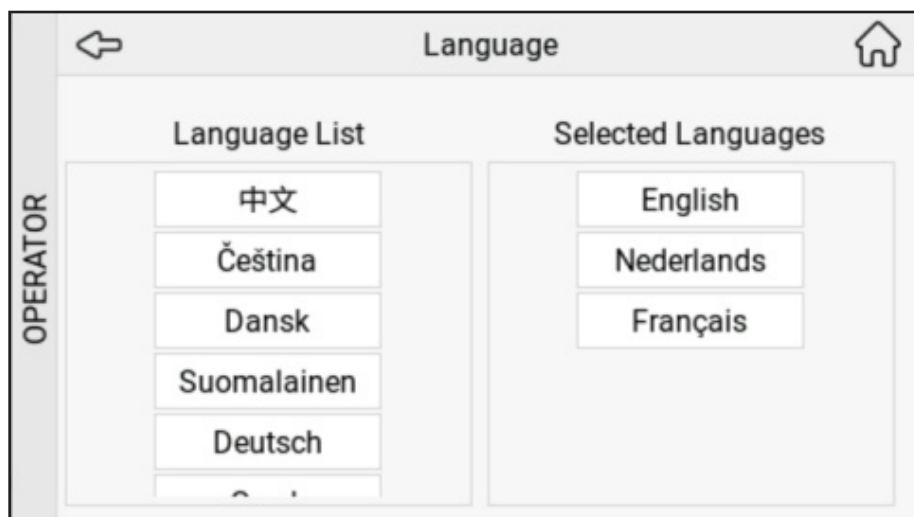 Language
OPERATOR
Language List
中文
Čeština
Dansk
Suomalainen
Deutsch
Selected Languages
English
Nederlands
Français